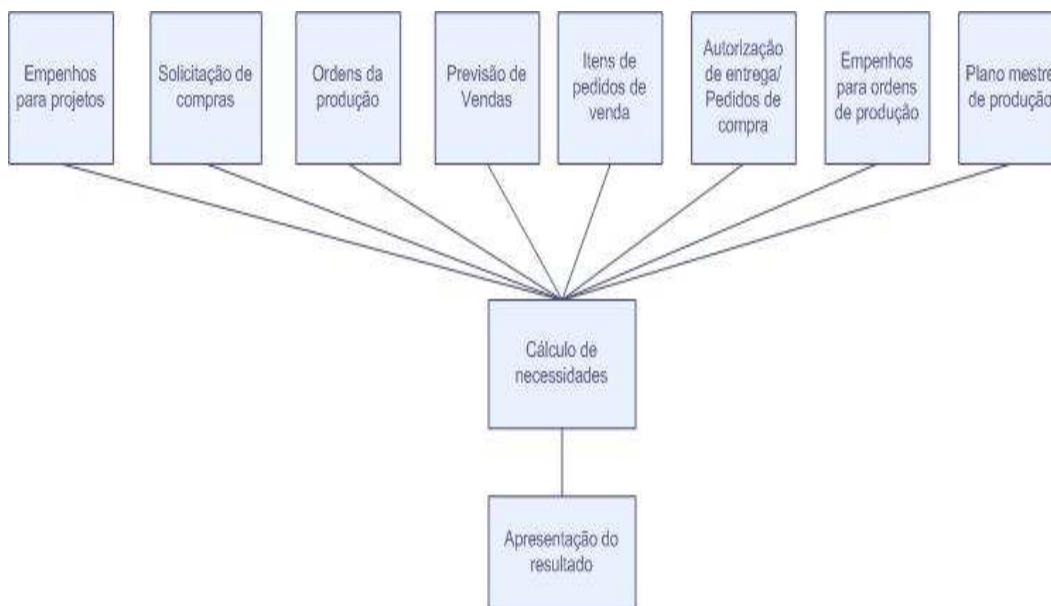 Empenhos
para projetos
Solicitação de
compras
Ordens da
produção
Previsão de
Vendas
Itens de
pedidos de
venda
Autorização
de entrega/
Pedidos de
compra
Empenhos
para ordens
de produção
Plano mestre
de produção
Cálculo de
necessidades
Apresentação do
resultado